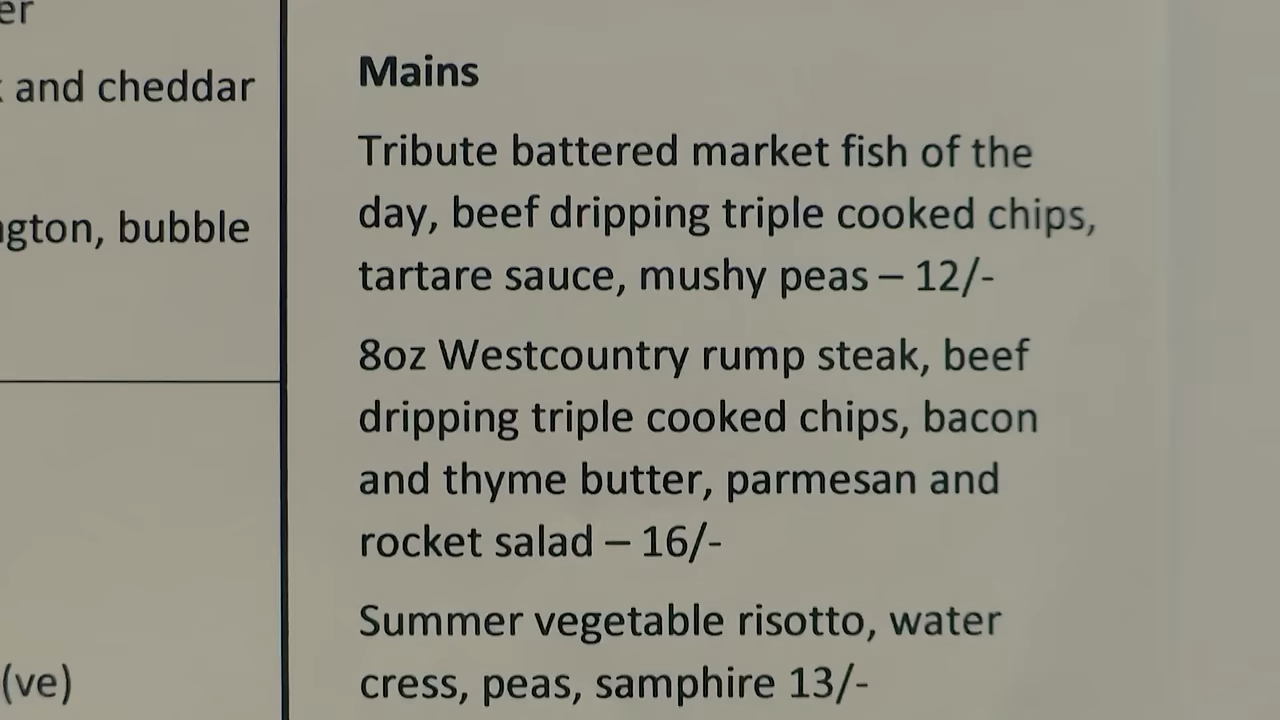 and cheddar
bubble
(ve)
Mains
Tribute battered market fish of the
day, beef dripping triple cooked chips,
tartare sauce, mushy peas – 12/-
8oz Westcountry rump steak, beef
dripping triple cooked chips, bacon
and thyme butter, parmesan and
rocket salad – 16/-
Summer vegetable risotto, water
cress, peas, samphire 13/-